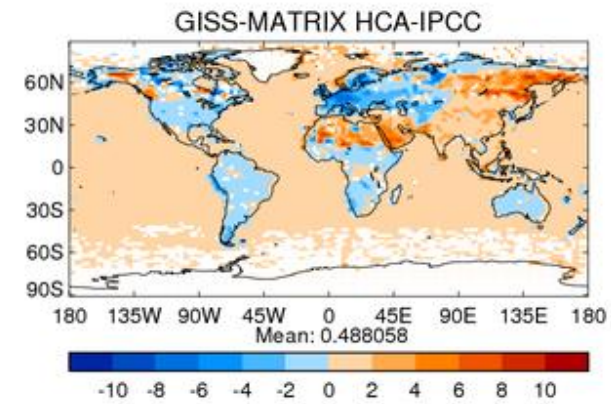 GISS-MATRIX HCA-IPCC
60N
30N
0
30S
60S
90S
180 135W 90W 45W 0 45E 90E 135E 180
Mean: 0.488058
-10 -8 -6 -4 -2 0 2 4 6 8 10